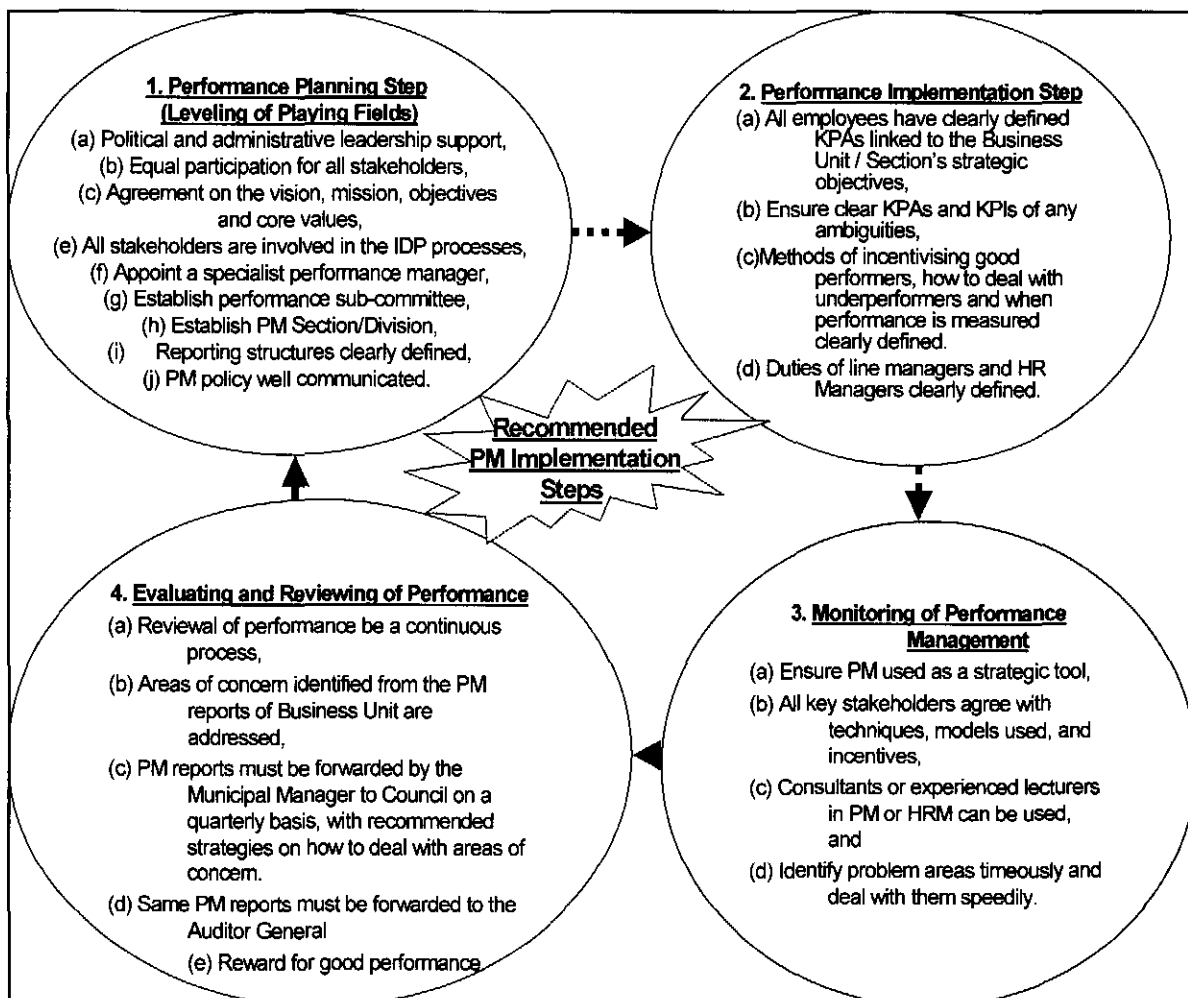 1. Performance Planning Step
(Leveling of Playing Fields)
(a) Political and administrative leadership support,
(b) Equal participation for all stakeholders,
(c) Agreement on the vision, mission, objectives
and core values,
(e) All stakeholders are involved in the IDP processes,
(f) Appoint a specialist performance manager,
(g) Establish performance sub-committee,
(h) Establish PM Section/Division,
(i) Reporting structures clearly defined,
(j) PM policy well communicated.
2. Performance Implementation Step
(a) All employees have clearly defined
KPAs linked to the Business
Unit / Section's strategic
objectives,
(b) Ensure clear KPAs and KPIs of any
ambiguities,
(c)Methods of incentivising good
performers, how to deal with
underperformers and when
performance is measured
clearly defined.
(d) Duties of line managers and HR
Managers clearly defined.
Recommended
PM Implementation
Steps
4. Evaluating and Reviewing of Performance
(a) Reviewal of performance be a continuous
process,
(b) Areas of concern identified from the PM
reports of Business Unit are
addressed,
(c) PM reports must be forwarded by the
Municipal Manager to Council on a
quarterly basis, with recommended
strategies on how to deal with areas of
concern.
(d) Same PM reports must be forwarded to the
Auditor General
(e) Reward for good performance
3. Monitoring of Performance
Management
(a) Ensure PM used as a strategic tool,
(b) All key stakeholders agree with
techniques, models used, and
incentives,
(c) Consultants or experienced lecturers
in PM or HRM can be used,
and
(d) Identify problem areas timeously and
deal with them speedily.